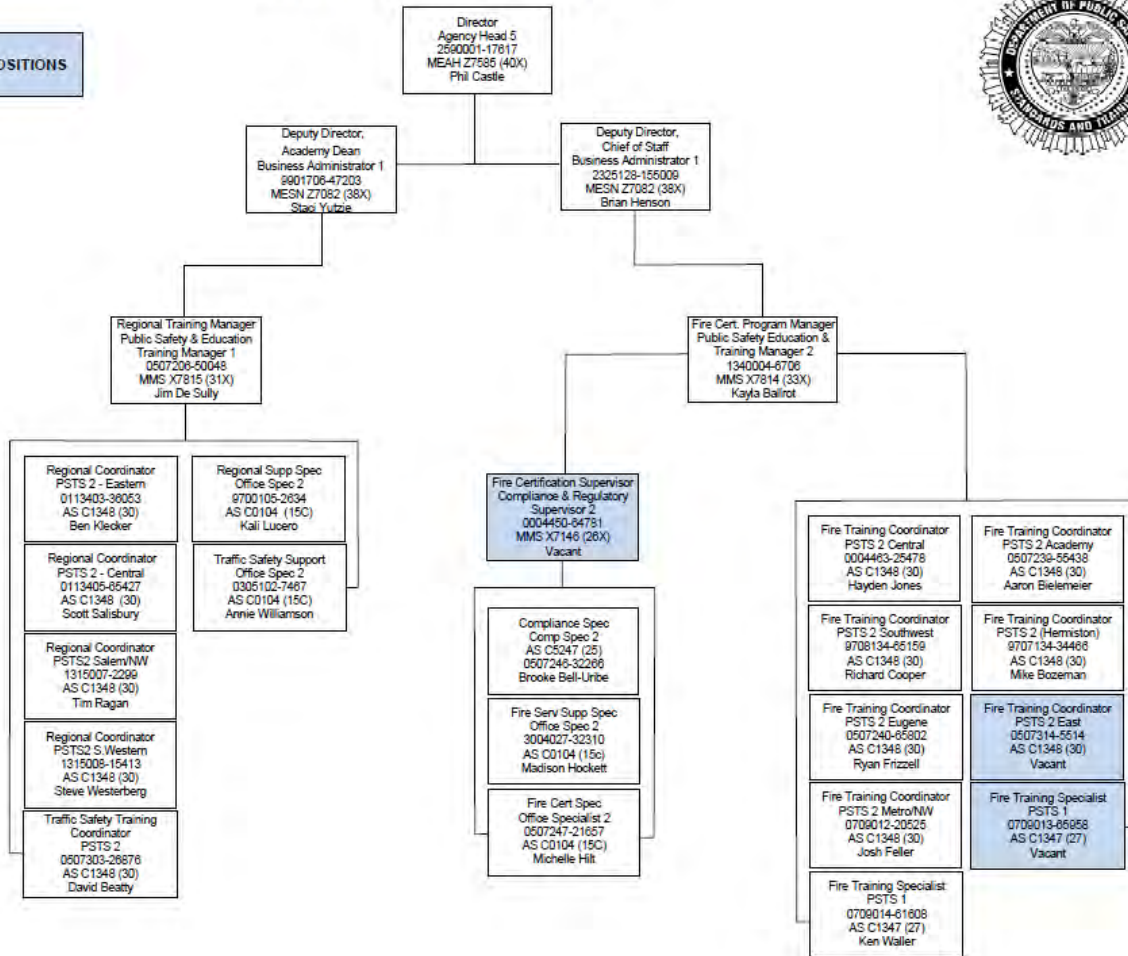 OSITIONS
Director
Agency Head 5
2590001-17617
MEAH Z7585 (40X)
Phil Castle
DEPARTMENT OF PUBLIC SA
STANDARDS AND TRAINI
Deputy Director,
Academy Dean
Business Administrator 1
9901706-47203
MESN Z7082 (38X)
Staci Yutzie
Deputy Director,
Chief of Staff
Business Administrator 1
2325128-155009
MESN Z7082 (38X)
Brian Henson
Regional Training Manager
Public Safety & Education
Training Manager 1
0507206-50048
MMS X7815 (31X)
Jim De Sully
Fire Cert. Program Manager
Public Safety Education &
Training Manager 2
1340004-6706
MMS X7814 (33X)
Kayla Ballrot
Regional Coordinator
PSTS 2 - Eastern
0113403-36053
AS C1348 (30)
Ben Klecker
Regional Coordinator
PSTS 2 - Central
0113405-65427
AS C1348 (30)
Scott Salisbury
Regional Coordinator
PSTS2 Salem/NW
1315007-2299
AS C1348 (30)
Tim Ragan
Regional Coordinator
PSTS2 S.Western
1315008-15413
AS C1348 (30)
Steve Westerberg
Traffic Safety Training
Coordinator
PSTS 2
0507303-26876
AS C1348 (30)
David Beatty
Regional Supp Spec
Office Spec 2
9700105-2634
AS C0104 (15C)
Kali Lucero
Traffic Safety Support
Office Spec 2
0305102-7467
AS C0104 (15C)
Annie Williamson
Fire Certification Supervisor
Compliance & Regulatory
Supervisor 2
0004450-64781
MMS X7146 (26X)
Vacant
Compliance Spec
Comp Spec 2
AS C5247 (25)
0507246-32266
Brooke Bell-Uribe
Fire Serv Supp Spec
Office Spec 2
3004027-32310
AS C0104 (15c)
Madison Hockett
Fire Cert Spec
Office Specialist 2
0507247-21657
AS C0104 (15C)
Michelle Hilt
Fire Training Coordinator
PSTS 2 Central
0004463-25478
AS C1348 (30)
Hayden Jones
Fire Training Coordinator
PSTS 2 Southwest
9708134-65159
AS C1348 (30)
Richard Cooper
Fire Training Coordinator
PSTS 2 Eugene
0507240-65802
AS C1348 (30)
Ryan Frizzell
Fire Training Coordinator
PSTS 2 Metro/NW
0709012-20525
AS C1348 (30)
Josh Feller
Fire Training Specialist
PSTS 1
0709014-61608
AS C1347 (27)
Ken Waller
Fire Training Coordinator
PSTS 2 Academy
0507239-55438
AS C1348 (30)
Aaron Bielemeier
Fire Training Coordinator
PSTS 2 (Hermiston)
9707134-34466
AS C1348 (30)
Mike Bozeman
Fire Training Coordinator
PSTS 2 East
0507314-5514
AS C1348 (30)
Vacant
Fire Training Specialist
PSTS 1
0709013-65958
AS C1347 (27)
Vacant